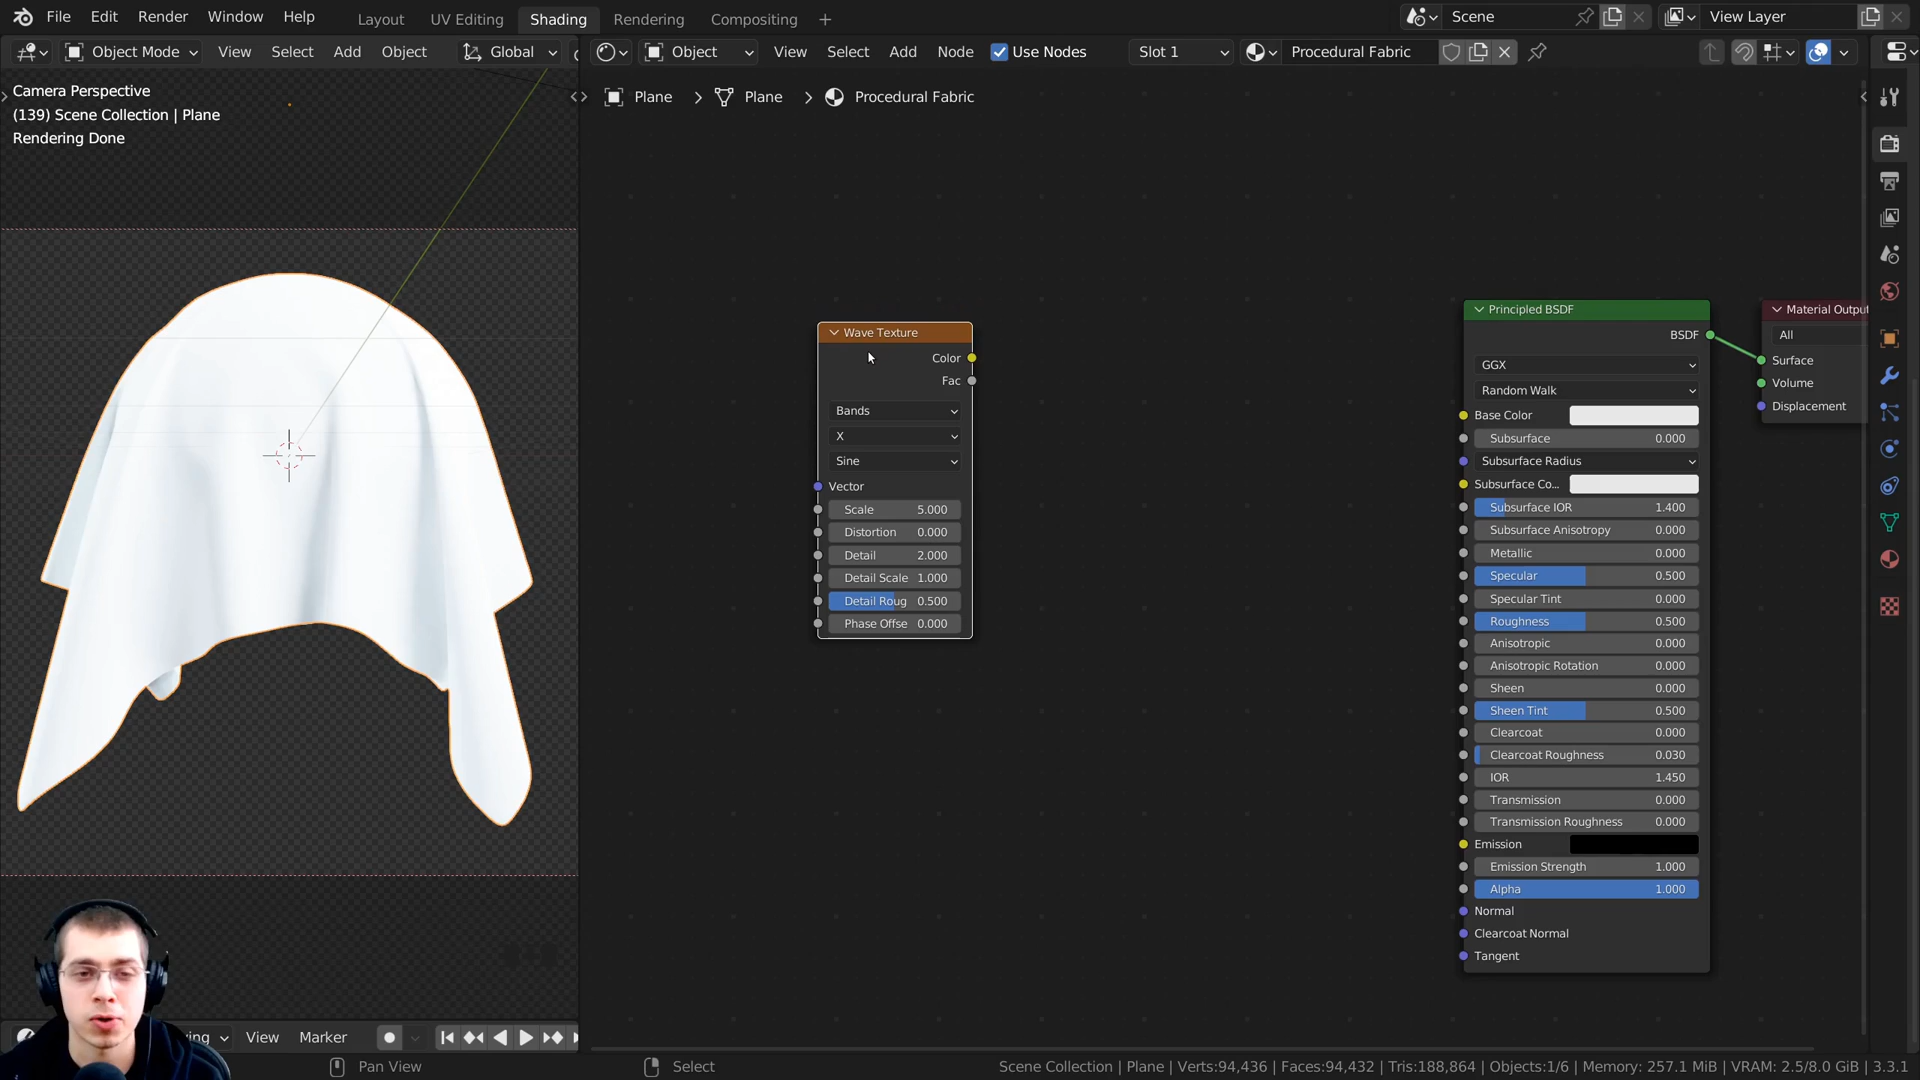 File Edit Render Window Help Layout UV Editing Shading Rendering Compositing + Scene View Layer
Object Mode View Select Add Object Global Object View Select Add Node Use Nodes Slot 1 Procedural Fabric
Camera Perspective
(139) Scene Collection | Plane
Rendering Done
Plane > Plane > Procedural Fabric
Wave Texture
Color
Fac
Bands
X
Sine
Vector
Scale 5.000
Distortion 0.000
Detail 2.000
Detail Scale 1.000
Detail Roug 0.500
Phase Offse 0.000
Principled BSDF
BSDF
GGX
Random Walk
Base Color
Subsurface 0.000
Subsurface Radius
Subsurface Co...
Subsurface IOR 1.400
Subsurface Anisotropy 0.000
Metallic 0.000
Specular 0.500
Specular Tint 0.000
Roughness 0.500
Anisotropic 0.000
Anisotropic Rotation 0.000
Sheen 0.000
Sheen Tint 0.500
Clearcoat 0.000
Clearcoat Roughness 0.030
IOR 1.450
Transmission 0.000
Transmission Roughness 0.000
Emission
Emission Strength 1.000
Alpha 1.000
Normal
Clearcoat Normal
Tangent
Material Outpu
All
Surface
Volume
Displacement
ing View Marker
Pan View Select Scene Collection | Plane | Verts:94,436 | Faces:94,432 | Tris:188,864 | Objects:1/6 | Memory: 257.1 MiB | VRAM: 2.5/8.0 GiB | 3.3.1